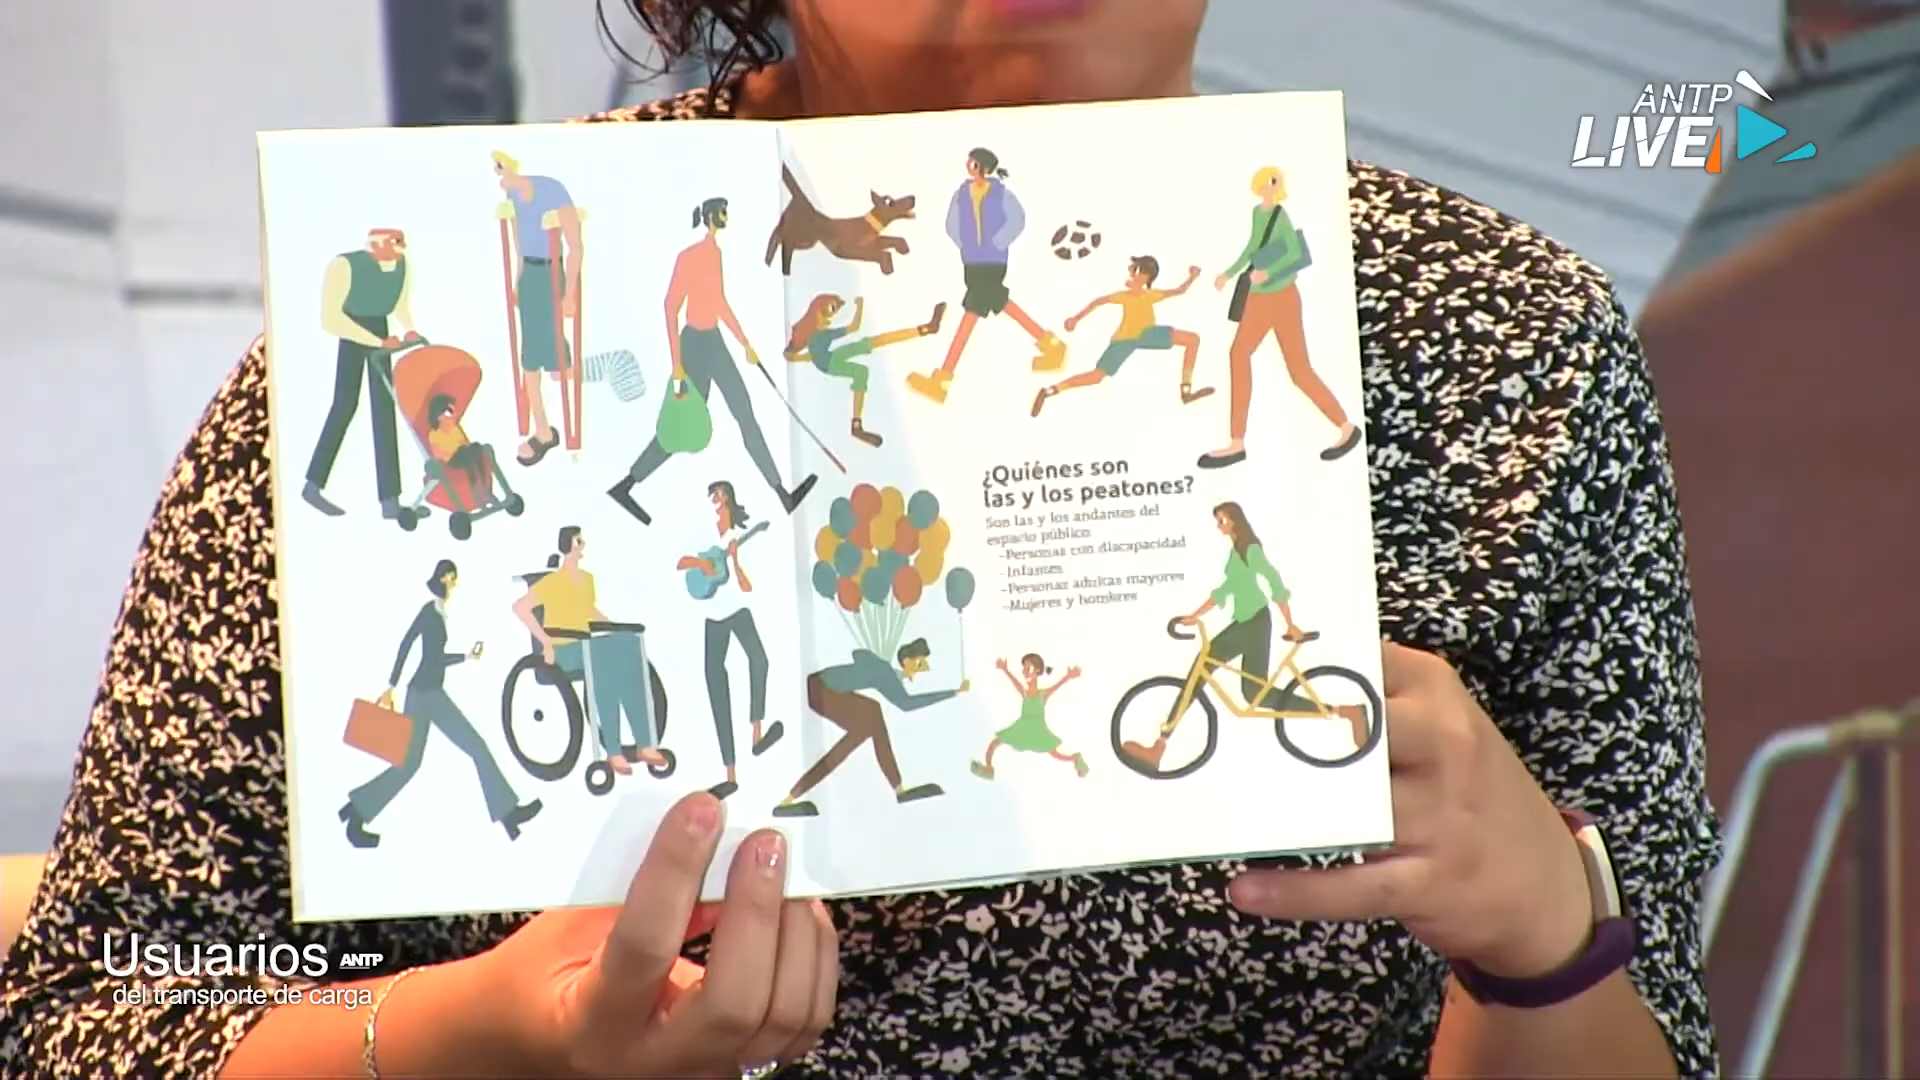 ANTP
LIVE
¿Quiénes son
las y los peatones?
Son las y los andantes del
espacio público
-Personas con discapacidad
-Infantes
-Personas adultas mayores
-Mujeres y hombres
Usuarios ANTP
del transporte de carga